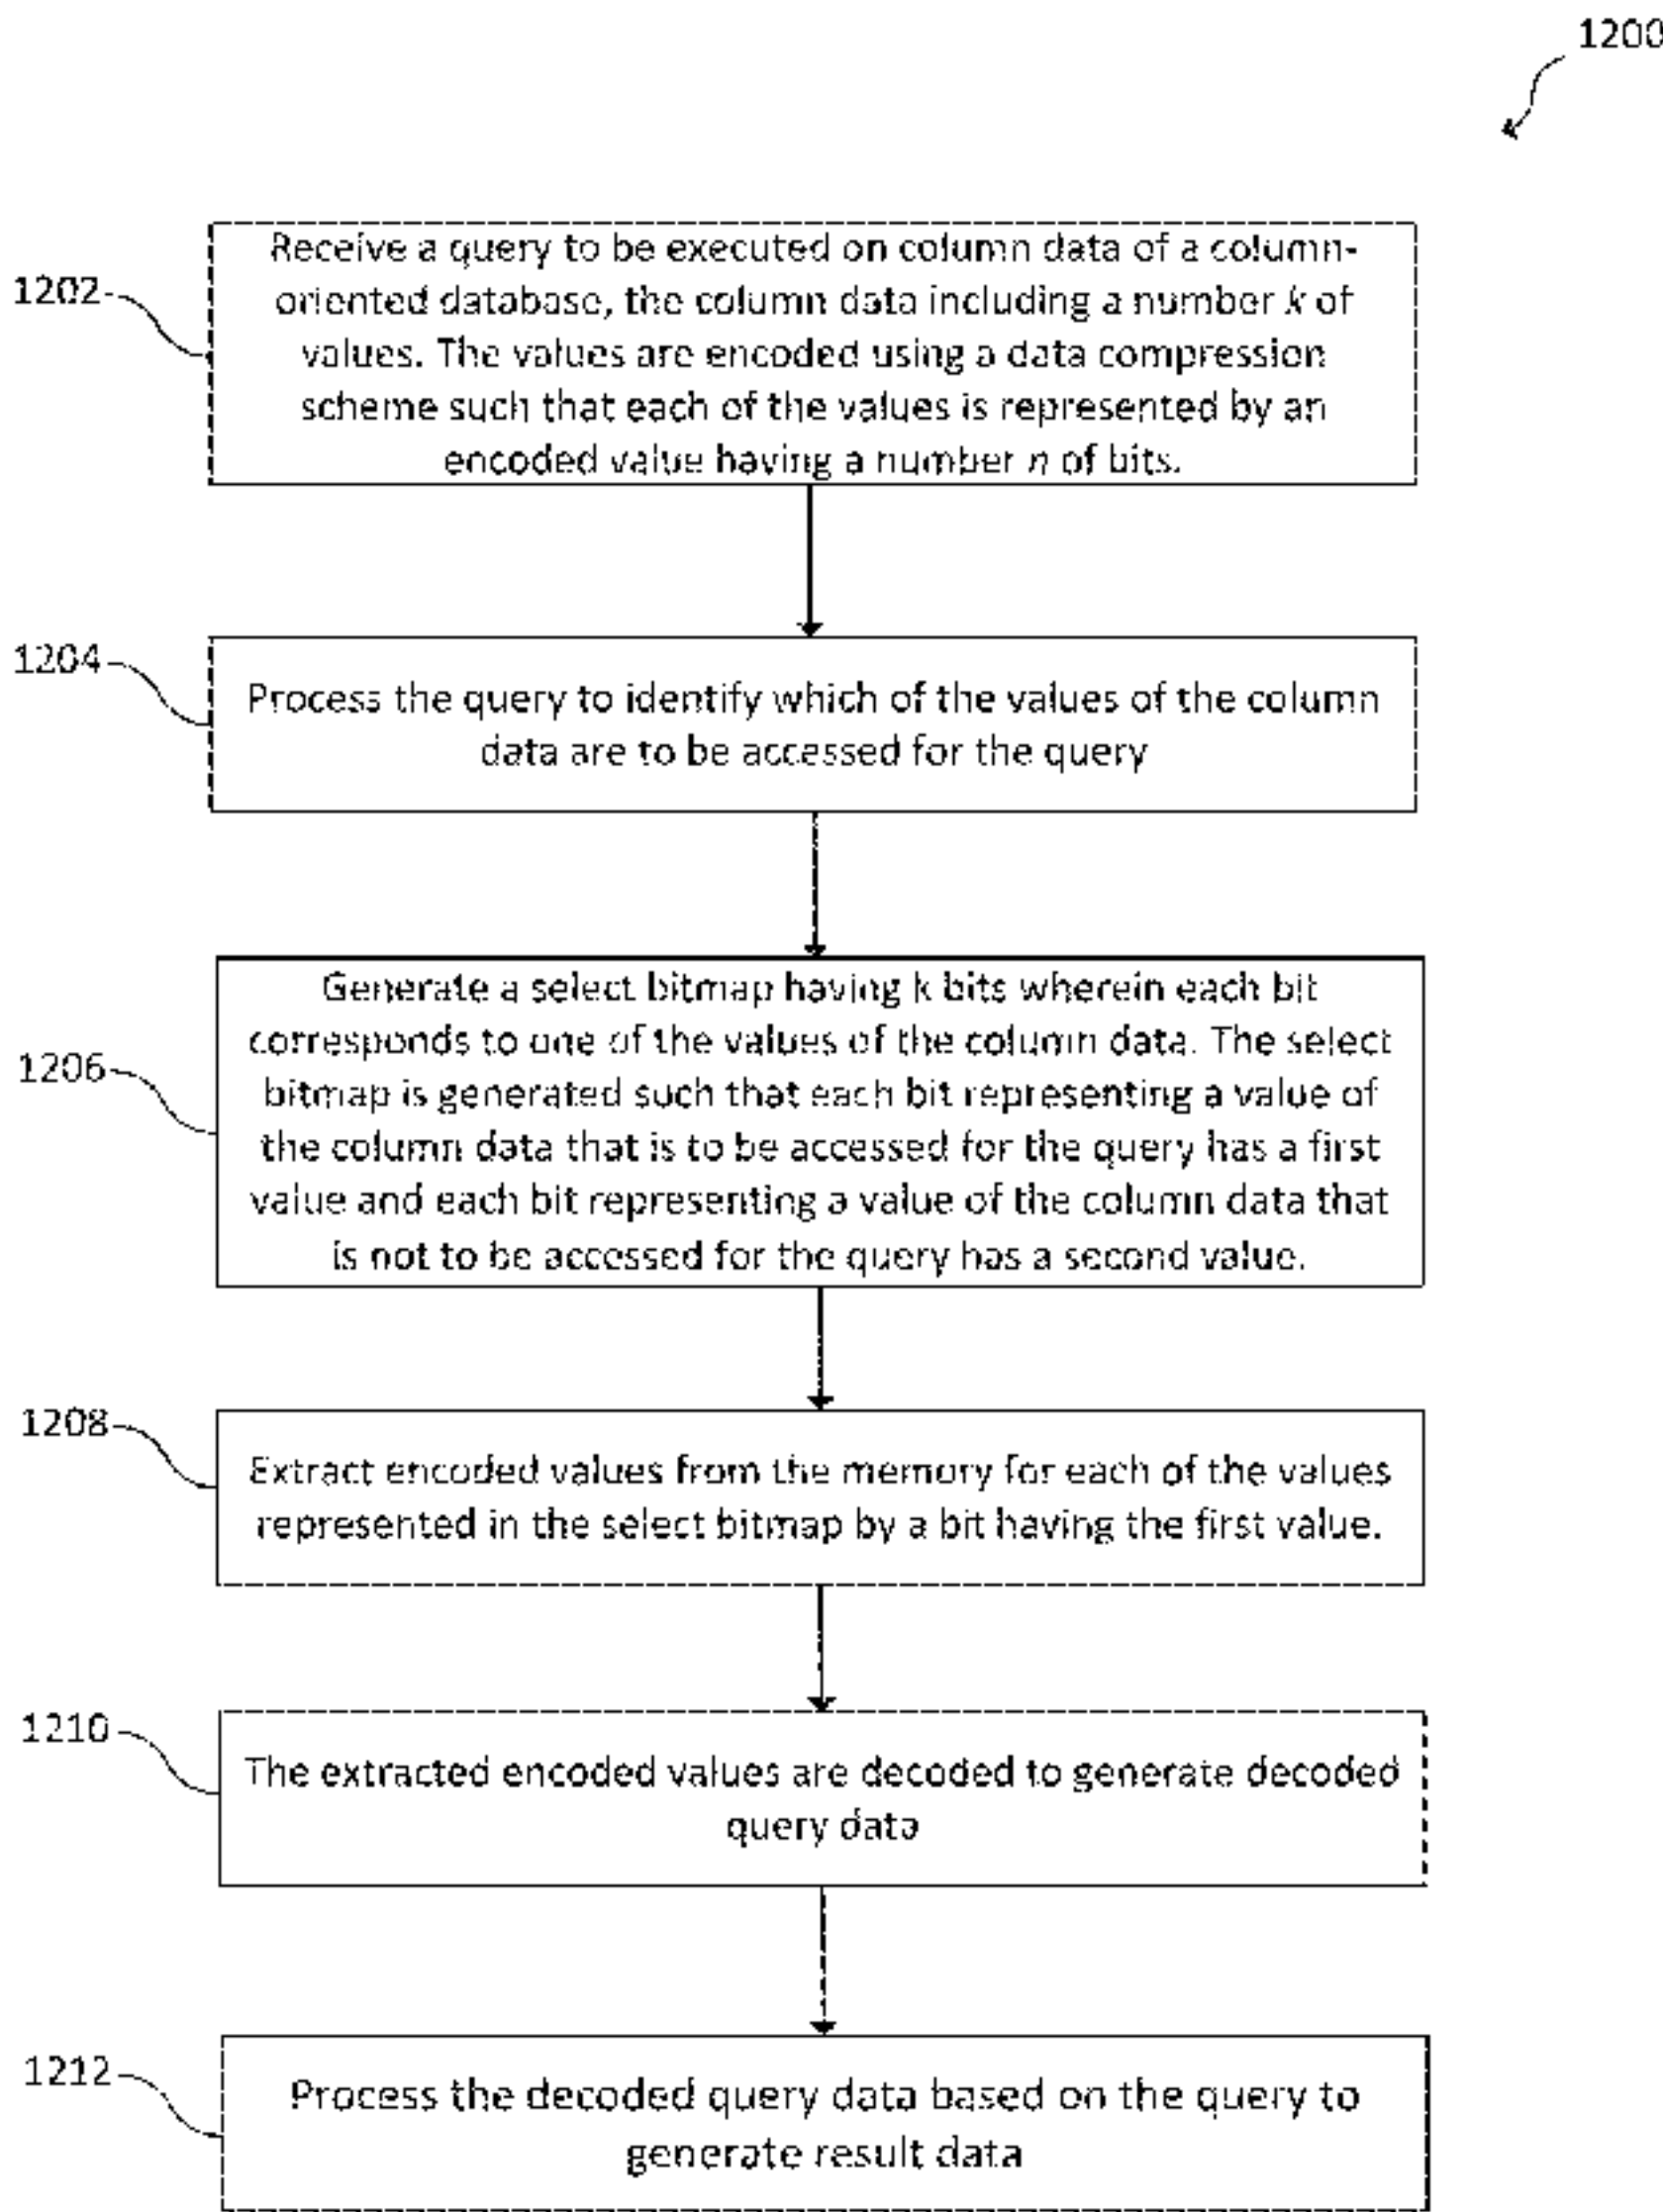 1200
1202
Receive a query to be executed on column data of a column-
oriented database, the column data including a number k of
values. The values are encoded using a data compression
scheme such that each of the values is represented by an
encoded value having a number n of bits.
1204
Process the query to identify which of the values of the column
data are to be accessed for the query
1206
Generate a select bitmap having k bits wherein each bit
corresponds to one of the values of the column data. The select
bitmap is generated such that each bit representing a value of
the column data that is to be accessed for the query has a first
value and each bit representing a value of the column data that
is not to be accessed for the query has a second value.
1208
Extract encoded values from the memory for each of the values
represented in the select bitmap by a bit having the first value.
1210
The extracted encoded values are decoded to generate decoded
query data
1212
Process the decoded query data based on the query to
generate result data